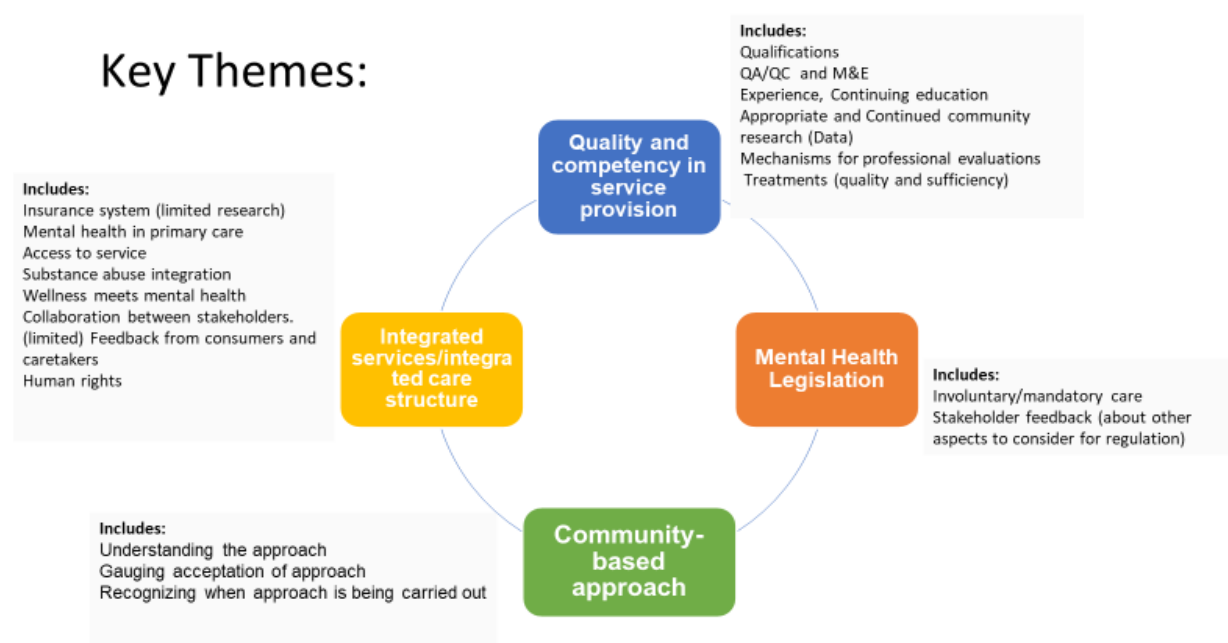 Key Themes:
Includes:
Qualifications
QA/QC and M&E
Experience, Continuing education
Appropriate and Continued community
research (Data)
Mechanisms for professional evaluations
Treatments (quality and sufficiency)
Quality and
competency in
service
provision
Includes:
Insurance system (limited research)
Mental health in primary care
Access to service
Substance abuse integration
Wellness meets mental health
Collaboration between stakeholders.
(limited) Feedback from consumers and
caretakers
Human rights
Integrated
services/integra
ted care
structure
Mental Health
Legislation
Includes:
Involuntary/mandatory care
Stakeholder feedback (about other
aspects to consider for regulation)
Includes:
Understanding the approach
Gauging acceptation of approach
Recognizing when approach is being carried out
Community-
based
approach